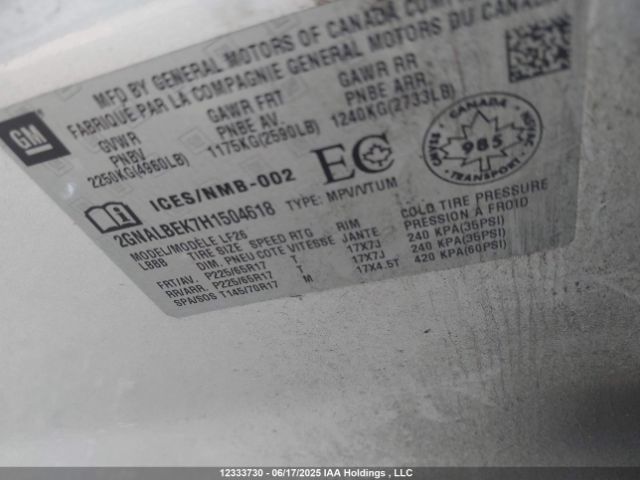 MFD BY GENERAL MOTORS OF CANADA
FABRIQUE PAR LA COMPAGNIE GENERAL MOTORS DU CANADA
GM
GVWR GAWR FRT GAWR RR
PNBV PNBE AV. PNBE ARR.
2250KG(4960LB) 1175KG(2590LB) 1240KG(2733LB)
ICES/NMB-002 EC
CANADA
985
TRANSPORT
2GNALBEK7H1504618 TYPE: MPV/VTUM
MODEL/MODELE LF26
LBBB TIRE SIZE SPEED RTG RIM COLD TIRE PRESSURE
DIM. PNEU COTE VITESSE JANTE PRESSION A FROID
FRT/AV. P225/65R17 T 17X7J 240 KPA(35PSI)
RR/ARR. P225/65R17 T 17X7J 240 KPA(35PSI)
SPA/SOS T145/70R17 M 17X4.5T 420 KPA(60PSI)
12333730 - 06/17/2025 IAA Holdings , LLC